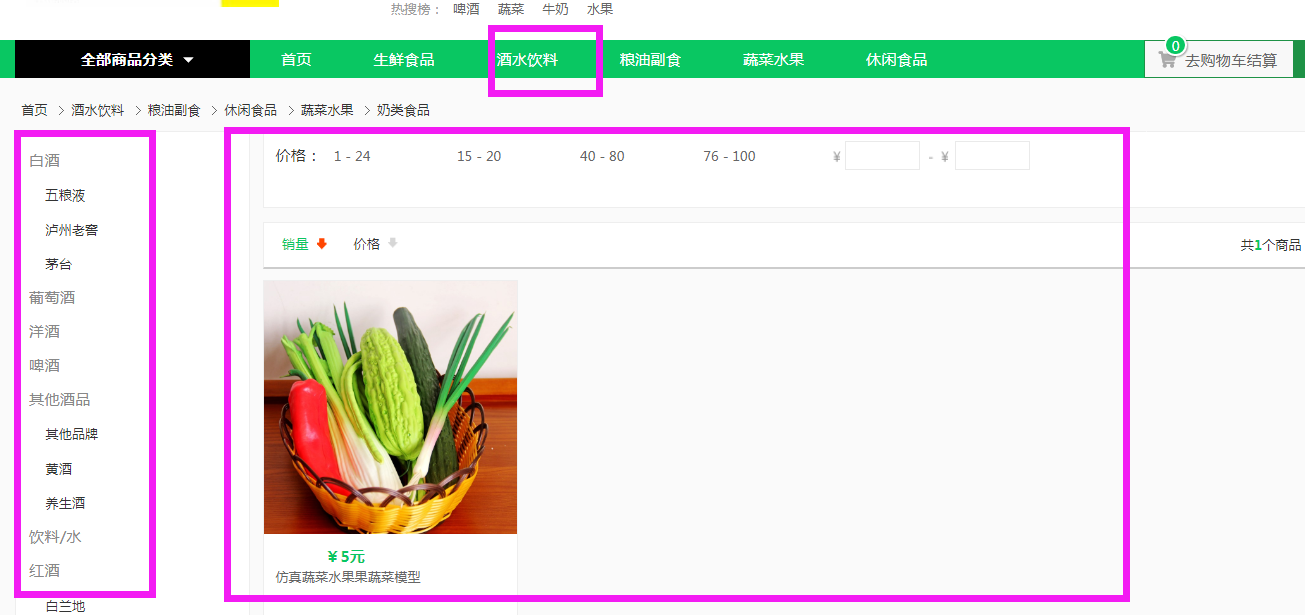 热搜榜： 啤酒 蔬菜 牛奶 水果
全部商品分类 首页 生鲜食品 酒水饮料 粮油副食 蔬菜水果 休闲食品 0 去购物车结算
首页 > 酒水饮料 > 粮油副食 > 休闲食品 > 蔬菜水果 > 奶类食品
白酒
五粮液
泸州老窖
茅台
葡萄酒
洋酒
啤酒
其他酒品
其他品牌
黄酒
养生酒
饮料/水
红酒
白兰地
价格： 1 - 24 15 - 20 40 - 80 76 - 100 ¥ - ¥
销量 价格 共1个商品
¥ 5元
仿真蔬菜水果果蔬菜模型